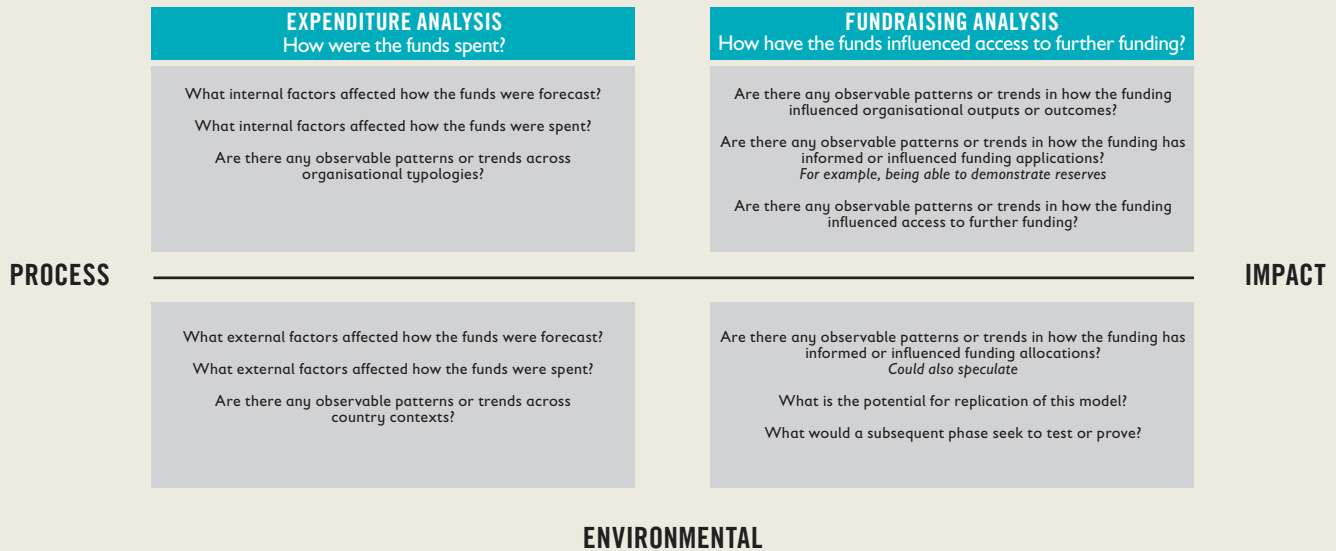 EXPENDITURE ANALYSIS
How were the funds spent?
What internal factors affected how the funds were forecast?
What internal factors affected how the funds were spent?
Are there any observable patterns or trends across
organisational typologies?
FUNDRAISING ANALYSIS
How have the funds influenced access to further funding?
Are there any observable patterns or trends in how the funding
influenced organisational outputs or outcomes?
Are there any observable patterns or trends in how the funding has
informed or influenced funding applications?
For example, being able to demonstrate reserves
Are there any observable patterns or trends in how the funding
influenced access to further funding?
PROCESS
IMPACT
What external factors affected how the funds were forecast?
What external factors affected how the funds were spent?
Are there any observable patterns or trends across
country contexts?
Are there any observable patterns or trends in how the funding has
informed or influenced funding allocations?
Could also speculate
What is the potential for replication of this model?
What would a subsequent phase seek to test or prove?
ENVIRONMENTAL